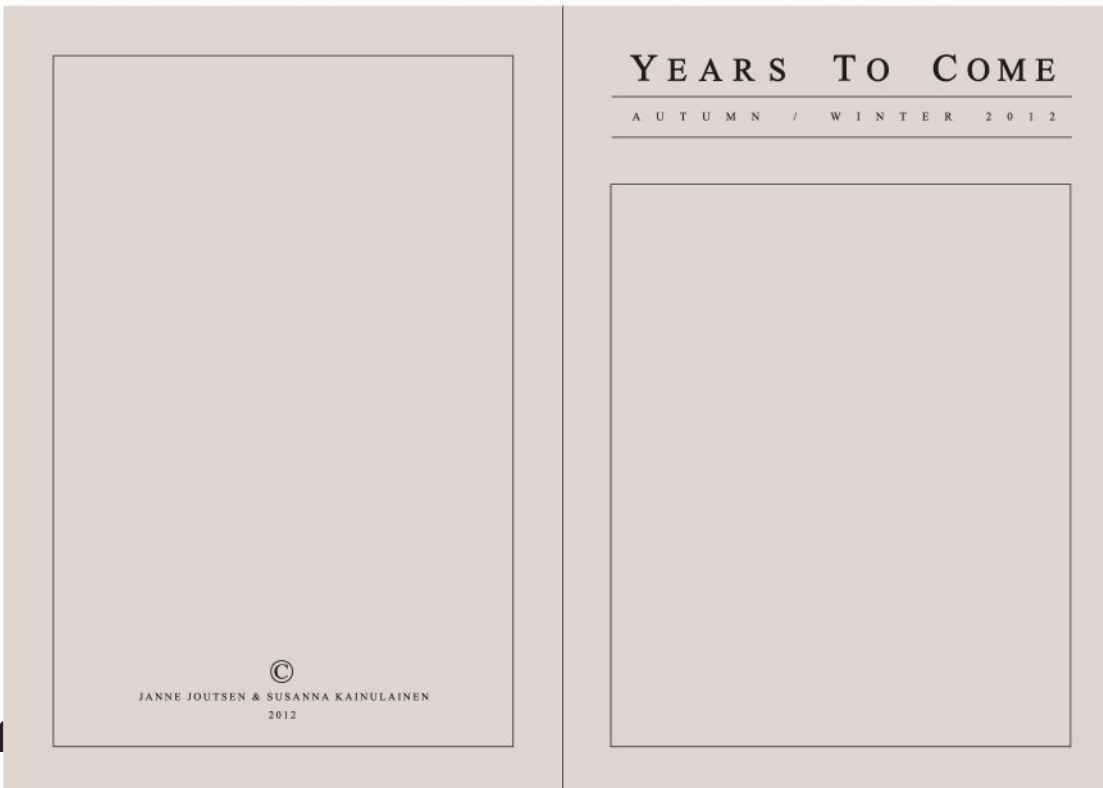 ©
JANNE JOUTSEN & SUSANNA KAINULAINEN
2012
YEARS TO COME
AUTUMN / WINTER 2012